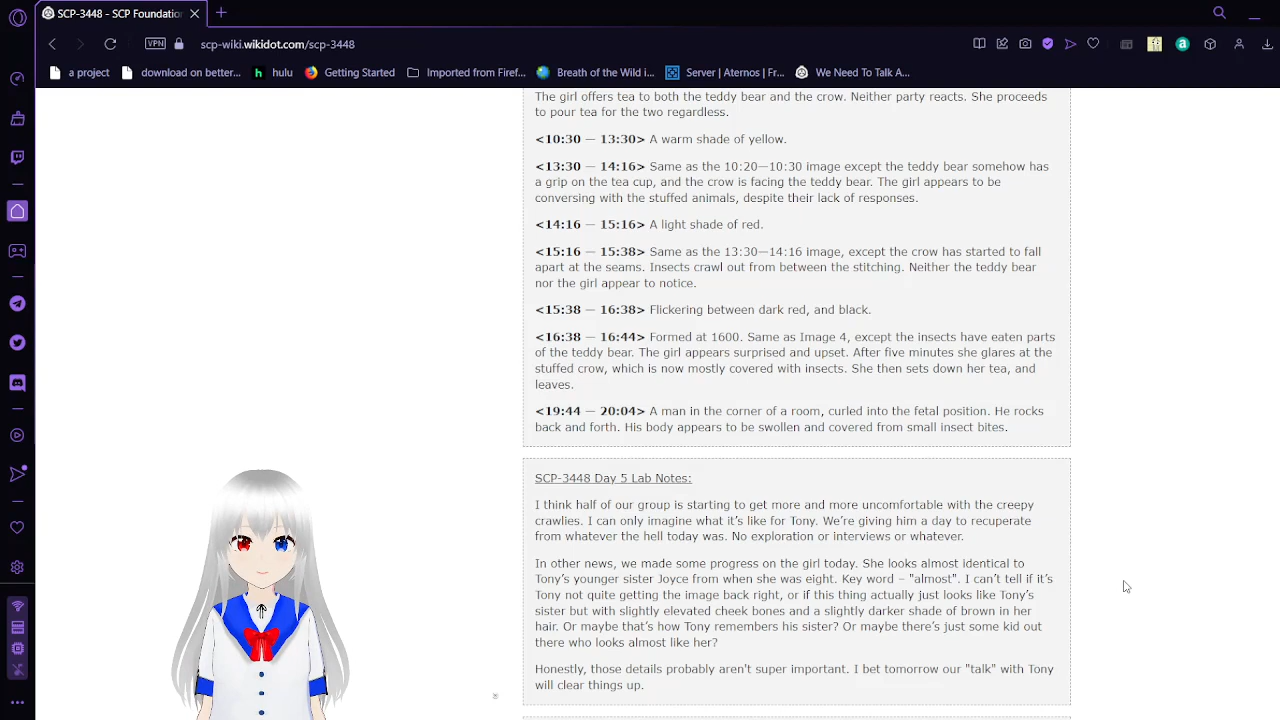 SCP-3448 - SCP Foundation
VPN
scp-wiki.wikidot.com/scp-3448
a project
download on better...
hulu
Getting Started
Imported from Firef...
Breath of the Wild i...
Server | Aternos | Fr...
We Need To Talk A...
The girl offers tea to both the teddy bear and the crow. Neither party reacts. She proceeds
to pour tea for the two regardless.
<10:30 — 13:30> A warm shade of yellow.
<13:30 — 14:16> Same as the 10:20—10:30 image except the teddy bear somehow has
a grip on the tea cup, and the crow is facing the teddy bear. The girl appears to be
conversing with the stuffed animals, despite their lack of responses.
<14:16 — 15:16> A light shade of red.
<15:16 — 15:38> Same as the 13:30—14:16 image, except the crow has started to fall
apart at the seams. Insects crawl out from between the stitching. Neither the teddy bear
nor the girl appear to notice.
<15:38 — 16:38> Flickering between dark red, and black.
<16:38 — 16:44> Formed at 1600. Same as Image 4, except the insects have eaten parts
of the teddy bear. The girl appears surprised and upset. After five minutes she glares at the
stuffed crow, which is now mostly covered with insects. She then sets down her tea, and
leaves.
<19:44 — 20:04> A man in the corner of a room, curled into the fetal position. He rocks
back and forth. His body appears to be swollen and covered from small insect bites.
SCP-3448 Day 5 Lab Notes:
I think half of our group is starting to get more and more uncomfortable with the creepy
crawlies. I can only imagine what it's like for Tony. We're giving him a day to recuperate
from whatever the hell today was. No exploration or interviews or whatever.
In other news, we made some progress on the girl today. She looks almost identical to
Tony's younger sister Joyce from when she was eight. Key word – "almost". I can't tell if it's
Tony not quite getting the image back right, or if this thing actually just looks like Tony's
sister but with slightly elevated cheek bones and a slightly darker shade of brown in her
hair. Or maybe that's how Tony remembers his sister? Or maybe there's just some kid out
there who looks almost like her?
Honestly, those details probably aren't super important. I bet tomorrow our "talk" with Tony
will clear things up.